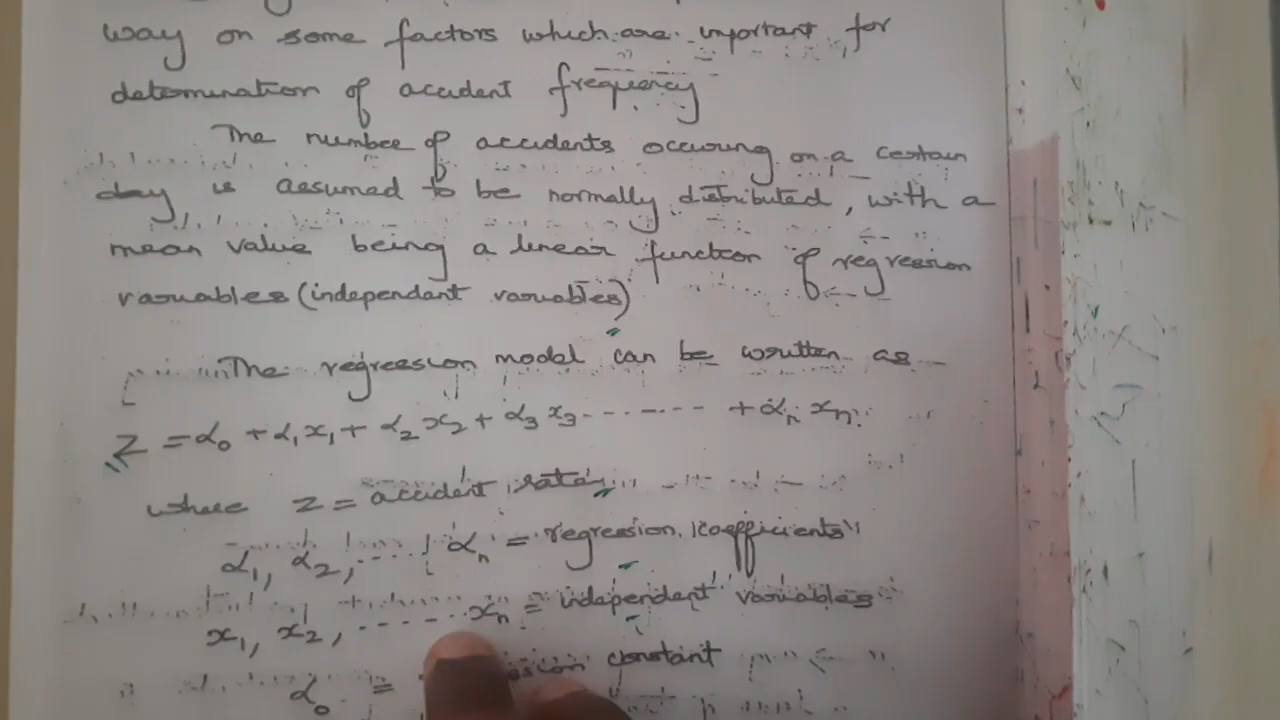 way on some factors which are important for
determination of accident frequency
The number of accidents occuring on a certain
day is assumed to be normally distributed, with a
mean value being a linear function of regression
variables (independant variables)
The regression model can be written as
Z = α₀ + α₁x₁ + α₂x₂ + α₃x₃ ------- + αₙxₙ.
where Z = accident rate,
α₁, α₂, ..... αₙ = regression coefficients
x₁, x₂, ------ xₙ = independent variables
α₀ = constant